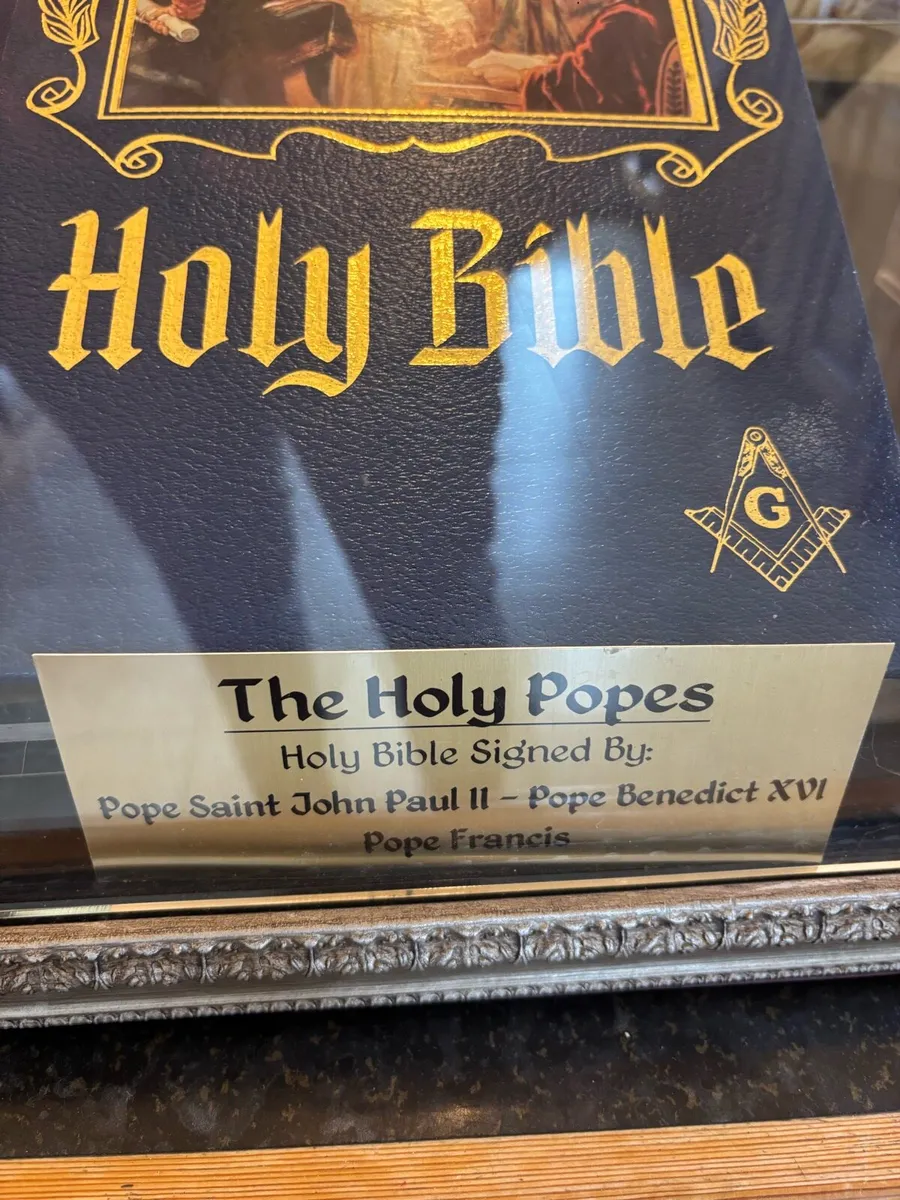 Holy Bible
G
The Holy Popes
Holy Bible Signed By:
Pope Saint John Paul II - Pope Benedict XVI
Pope Francis